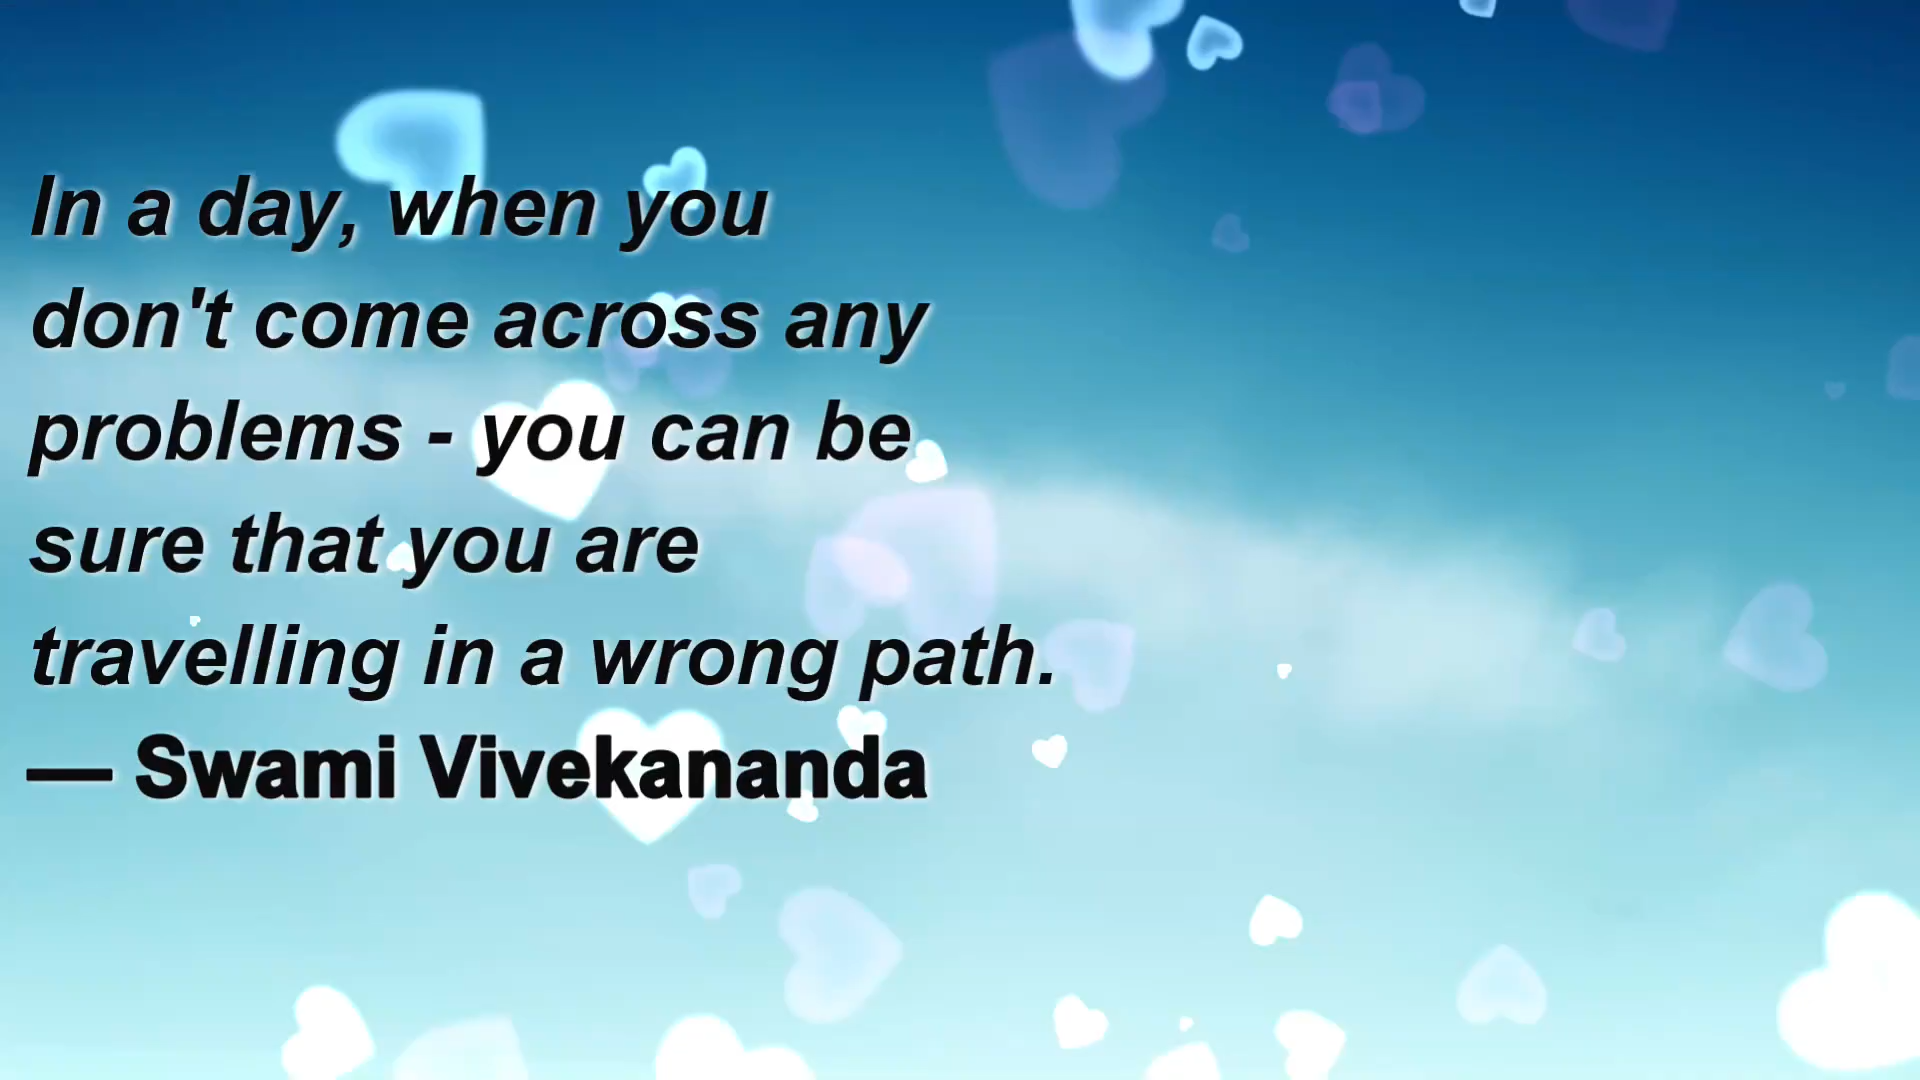 In a day, when you
don't come across any
problems - you can be
sure that you are
travelling in a wrong path.
— Swami Vivekananda